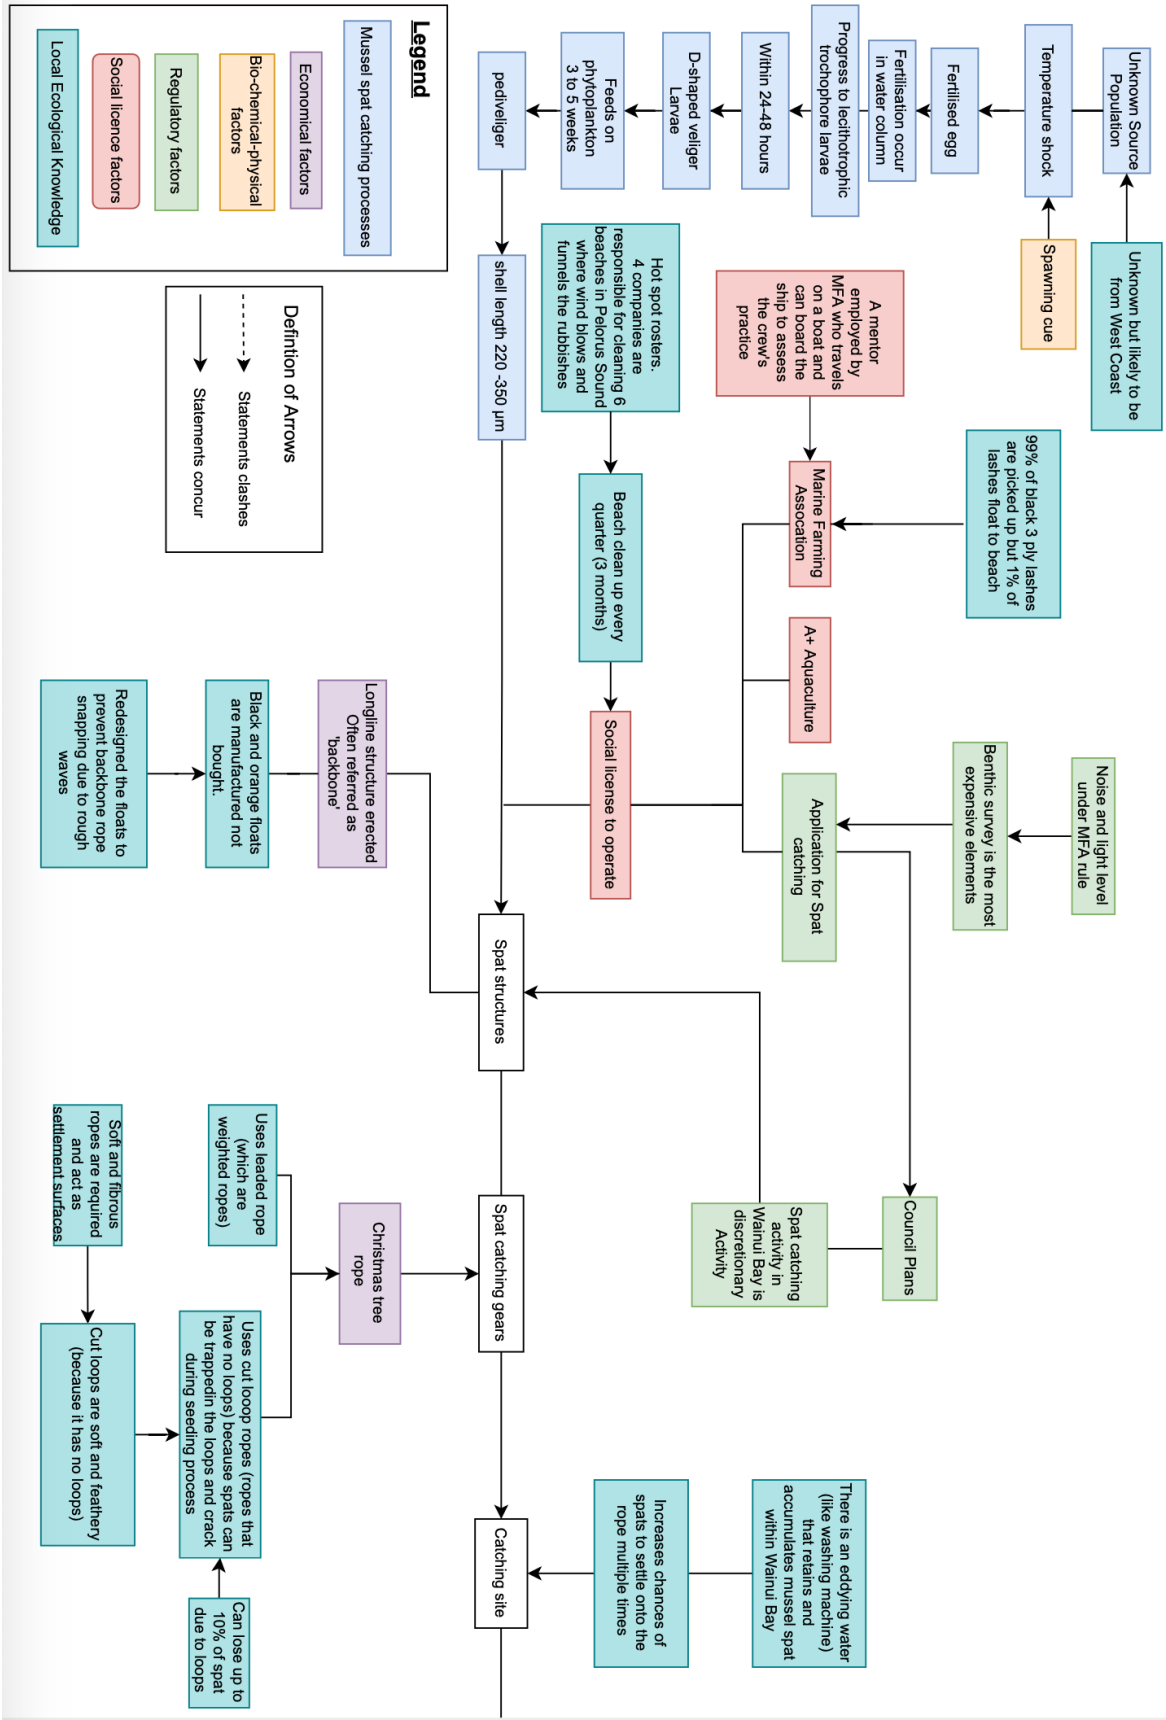 Unknown Source
Population
Temperature shock
Fertilised egg
Fertilisation occur
in water column
Progress to lecithotrophic
trochophore larvae
Within 24-48 hours
D-shaped veliger
Larvae
Feeds on
phytoplankton
3 to 5 weeks
pediveliger
Legend
Mussel spat catching processes
Economical factors
Bio-chemical-physical
factors
Regulatory factors
Social licence factors
Local Ecological Knowledge
Unknown but likely to be
from West Coast
Spawning cue
A mentor
employed by
MFA who travels
on a boat and
can board the
ship to assess
the crew's
practice
Hot spot rosters.
4 companies are
responsible for cleaning 6
beaches in Pelorus Sound
where wind blows and
funnels the rubbishes
shell length 220 -350 µm
Defintion of Arrows
Statements clashes
Statements concur
99% of black 3 ply lashes
are picked up but 1% of
lashes float to beach
Marine Farming
Assocation
Beach clean up every
quarter (3 months)
A+ Aquaculture
Social license to operate
Noise and light level
under MFA rule
Benthic survey is the most
expensive elements
Application for Spat
catching
Longline structure erected
Often referred as
'backbone'
Black and orange floats
are manufactured not
bought.
Redesigned the floats to
prevent backbone rope
snapping due to rough
waves
Spat structures
Council Plans
Spat catching
activity in
Wainui Bay is
discretionary
Activity
Spat catching gears
Christmas tree
rope
Uses leaded rope
(which are
weighted ropes)
Soft and fibrous
ropes are required
and act as
settlement surfaces
Uses cut looop ropes (ropes that
have no loops) because spats can
be trappedin the loops and crack
during seeding process
Cut loops are soft and feathery
(because it has no loops)
Can lose up to
10% of spat
due to loops
There is an eddying water
(like washing machine)
that retains and
accumulates mussel spat
within Wainui Bay
Increases chances of
spats to settle onto the
rope multiple times
Catching site